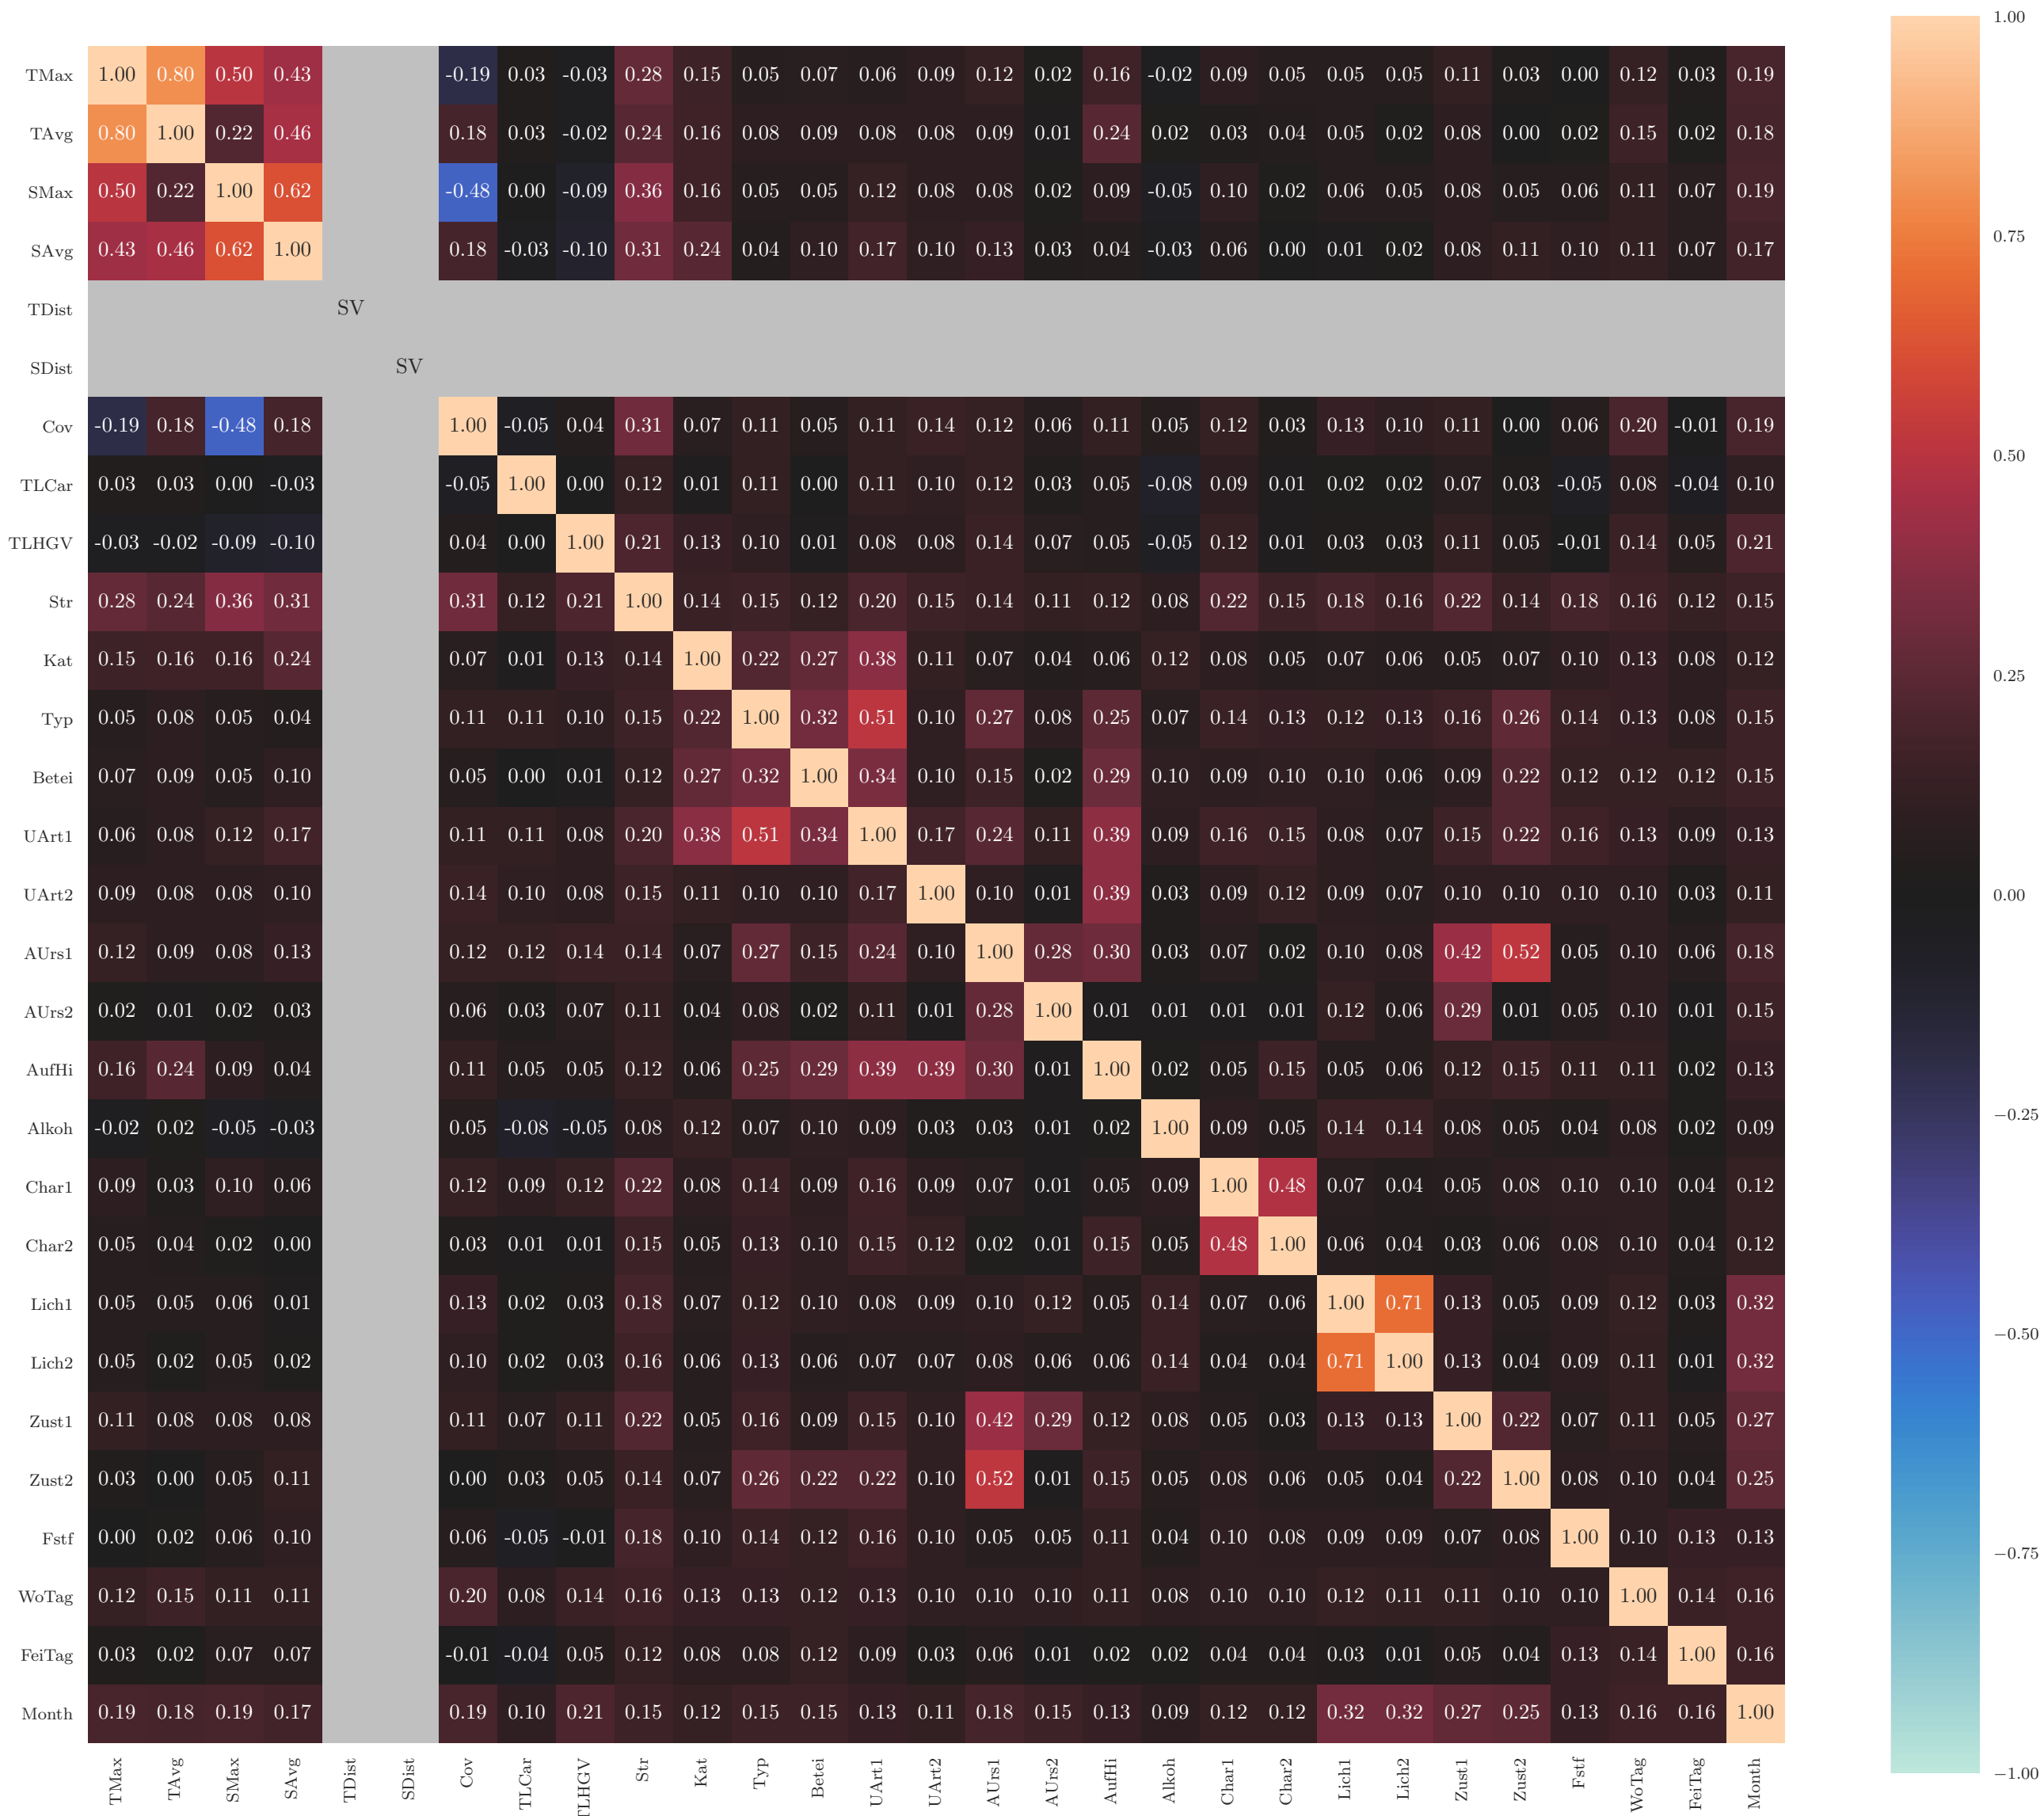 1.00
TMax 1.00 0.80 0.50 0.43 -0.19 0.03 -0.03 0.28 0.15 0.05 0.07 0.06 0.09 0.12 0.02 0.16 -0.02 0.09 0.05 0.05 0.05 0.11 0.03 0.00 0.12 0.03 0.19
TAvg 0.80 1.00 0.22 0.46 0.18 0.03 -0.02 0.24 0.16 0.08 0.09 0.08 0.08 0.09 0.01 0.24 0.02 0.03 0.04 0.05 0.02 0.08 0.00 0.02 0.15 0.02 0.18
SMax 0.50 0.22 1.00 0.62 -0.48 0.00 -0.09 0.36 0.16 0.05 0.05 0.12 0.08 0.08 0.02 0.09 -0.05 0.10 0.02 0.06 0.05 0.08 0.05 0.06 0.11 0.07 0.19
0.75
SAvg 0.43 0.46 0.62 1.00 0.18 -0.03 -0.10 0.31 0.24 0.04 0.10 0.17 0.10 0.13 0.03 0.04 -0.03 0.06 0.00 0.01 0.02 0.08 0.11 0.10 0.11 0.07 0.17
TDist SV
SDist SV
Cov -0.19 0.18 -0.48 0.18 1.00 -0.05 0.04 0.31 0.07 0.11 0.05 0.11 0.14 0.12 0.06 0.11 0.05 0.12 0.03 0.13 0.10 0.11 0.00 0.06 0.20 -0.01 0.19
0.50
TLCar 0.03 0.03 0.00 -0.03 -0.05 1.00 0.00 0.12 0.01 0.11 0.00 0.11 0.10 0.12 0.03 0.05 -0.08 0.09 0.01 0.02 0.02 0.07 0.03 -0.05 0.08 -0.04 0.10
TLHGV -0.03 -0.02 -0.09 -0.10 0.04 0.00 1.00 0.21 0.13 0.10 0.01 0.08 0.08 0.14 0.07 0.05 -0.05 0.12 0.01 0.03 0.03 0.11 0.05 -0.01 0.14 0.05 0.21
Str 0.28 0.24 0.36 0.31 0.31 0.12 0.21 1.00 0.14 0.15 0.12 0.20 0.15 0.14 0.11 0.12 0.08 0.22 0.15 0.18 0.16 0.22 0.14 0.18 0.16 0.12 0.15
Kat 0.15 0.16 0.16 0.24 0.07 0.01 0.13 0.14 1.00 0.22 0.27 0.38 0.11 0.07 0.04 0.06 0.12 0.08 0.05 0.07 0.06 0.05 0.07 0.10 0.13 0.08 0.12
0.25
Typ 0.05 0.08 0.05 0.04 0.11 0.11 0.10 0.15 0.22 1.00 0.32 0.51 0.10 0.27 0.08 0.25 0.07 0.14 0.13 0.12 0.13 0.16 0.26 0.14 0.13 0.08 0.15
Betei 0.07 0.09 0.05 0.10 0.05 0.00 0.01 0.12 0.27 0.32 1.00 0.34 0.10 0.15 0.02 0.29 0.10 0.09 0.10 0.10 0.06 0.09 0.22 0.12 0.12 0.12 0.15
UArt1 0.06 0.08 0.12 0.17 0.11 0.11 0.08 0.20 0.38 0.51 0.34 1.00 0.17 0.24 0.11 0.39 0.09 0.16 0.15 0.08 0.07 0.15 0.22 0.16 0.13 0.09 0.13
UArt2 0.09 0.08 0.08 0.10 0.14 0.10 0.08 0.15 0.11 0.10 0.10 0.17 1.00 0.10 0.01 0.39 0.03 0.09 0.12 0.09 0.07 0.10 0.10 0.10 0.10 0.03 0.11
0.00
AUrs1 0.12 0.09 0.08 0.13 0.12 0.12 0.14 0.14 0.07 0.27 0.15 0.24 0.10 1.00 0.28 0.30 0.03 0.07 0.02 0.10 0.08 0.42 0.52 0.05 0.10 0.06 0.18
AUrs2 0.02 0.01 0.02 0.03 0.06 0.03 0.07 0.11 0.04 0.08 0.02 0.11 0.01 0.28 1.00 0.01 0.01 0.01 0.01 0.12 0.06 0.29 0.01 0.05 0.10 0.01 0.15
AufHi 0.16 0.24 0.09 0.04 0.11 0.05 0.05 0.12 0.06 0.25 0.29 0.39 0.39 0.30 0.01 1.00 0.02 0.05 0.15 0.05 0.06 0.12 0.15 0.11 0.11 0.02 0.13
−0.25
Alkoh -0.02 0.02 -0.05 -0.03 0.05 -0.08 -0.05 0.08 0.12 0.07 0.10 0.09 0.03 0.03 0.01 0.02 1.00 0.09 0.05 0.14 0.14 0.08 0.05 0.04 0.08 0.02 0.09
Char1 0.09 0.03 0.10 0.06 0.12 0.09 0.12 0.22 0.08 0.14 0.09 0.16 0.09 0.07 0.01 0.05 0.09 1.00 0.48 0.07 0.04 0.05 0.08 0.10 0.10 0.04 0.12
Char2 0.05 0.04 0.02 0.00 0.03 0.01 0.01 0.15 0.05 0.13 0.10 0.15 0.12 0.02 0.01 0.15 0.05 0.48 1.00 0.06 0.04 0.03 0.06 0.08 0.10 0.04 0.12
Lich1 0.05 0.05 0.06 0.01 0.13 0.02 0.03 0.18 0.07 0.12 0.10 0.08 0.09 0.10 0.12 0.05 0.14 0.07 0.06 1.00 0.71 0.13 0.05 0.09 0.12 0.03 0.32
−0.50
Lich2 0.05 0.02 0.05 0.02 0.10 0.02 0.03 0.16 0.06 0.13 0.06 0.07 0.07 0.08 0.06 0.06 0.14 0.04 0.04 0.71 1.00 0.13 0.04 0.09 0.11 0.01 0.32
Zust1 0.11 0.08 0.08 0.08 0.11 0.07 0.11 0.22 0.05 0.16 0.09 0.15 0.10 0.42 0.29 0.12 0.08 0.05 0.03 0.13 0.13 1.00 0.22 0.07 0.11 0.05 0.27
Zust2 0.03 0.00 0.05 0.11 0.00 0.03 0.05 0.14 0.07 0.26 0.22 0.22 0.10 0.52 0.01 0.15 0.05 0.08 0.06 0.05 0.04 0.22 1.00 0.08 0.10 0.04 0.25
Fstf 0.00 0.02 0.06 0.10 0.06 -0.05 -0.01 0.18 0.10 0.14 0.12 0.16 0.10 0.05 0.05 0.11 0.04 0.10 0.08 0.09 0.09 0.07 0.08 1.00 0.10 0.13 0.13
−0.75
WoTag 0.12 0.15 0.11 0.11 0.20 0.08 0.14 0.16 0.13 0.13 0.12 0.13 0.10 0.10 0.10 0.11 0.08 0.10 0.10 0.12 0.11 0.11 0.10 0.10 1.00 0.14 0.16
FeiTag 0.03 0.02 0.07 0.07 -0.01 -0.04 0.05 0.12 0.08 0.08 0.12 0.09 0.03 0.06 0.01 0.02 0.02 0.04 0.04 0.03 0.01 0.05 0.04 0.13 0.14 1.00 0.16
Month 0.19 0.18 0.19 0.17 0.19 0.10 0.21 0.15 0.12 0.15 0.15 0.13 0.11 0.18 0.15 0.13 0.09 0.12 0.12 0.32 0.32 0.27 0.25 0.13 0.16 0.16 1.00
−1.00
TMax TAvg SMax SAvg TDist SDist Cov TLCar TLHGV Str Kat Typ Betei UArt1 UArt2 AUrs1 AUrs2 AufHi Alkoh Char1 Char2 Lich1 Lich2 Zust1 Zust2 Fstf WoTag FeiTag Month